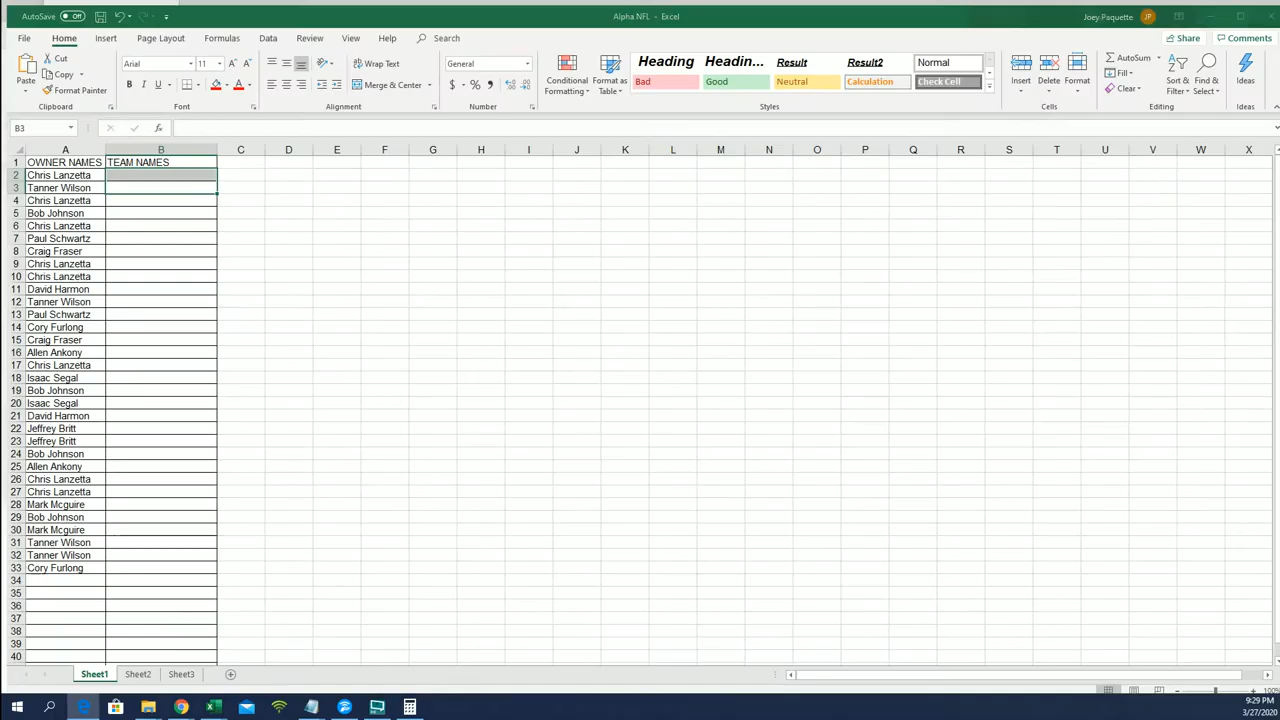 AutoSave Off
Alpha NFL - Excel
Joey Paquette JP
File Home Insert Page Layout Formulas Data Review View Help Search
Share Comments
Paste Cut Copy Format Painter
Clipboard
Arial 11
B I U
Font
Wrap Text
Merge & Center
Alignment
General
$ % ,
Number
Conditional Formatting
Format as Table
Heading Headin... Result Result2 Normal
Bad Good Neutral Calculation Check Cell
Styles
Insert Delete Format
Cells
AutoSum Fill Clear
Sort & Filter Find & Select
Editing
Ideas
Ideas
B3 fx
A B C D E F G H I J K L M N O P Q R S T U V W X
1 OWNER NAMES TEAM NAMES
2 Chris Lanzetta
3 Tanner Wilson
4 Chris Lanzetta
5 Bob Johnson
6 Chris Lanzetta
7 Paul Schwartz
8 Craig Fraser
9 Chris Lanzetta
10 Chris Lanzetta
11 David Harmon
12 Tanner Wilson
13 Paul Schwartz
14 Cory Furlong
15 Craig Fraser
16 Allen Ankony
17 Chris Lanzetta
18 Isaac Segal
19 Bob Johnson
20 Isaac Segal
21 David Harmon
22 Jeffrey Britt
23 Jeffrey Britt
24 Bob Johnson
25 Allen Ankony
26 Chris Lanzetta
27 Chris Lanzetta
28 Mark Mcguire
29 Bob Johnson
30 Mark Mcguire
31 Tanner Wilson
32 Tanner Wilson
33 Cory Furlong
34
35
36
37
38
39
40
Sheet1 Sheet2 Sheet3
100%
9:29 PM
3/27/2020